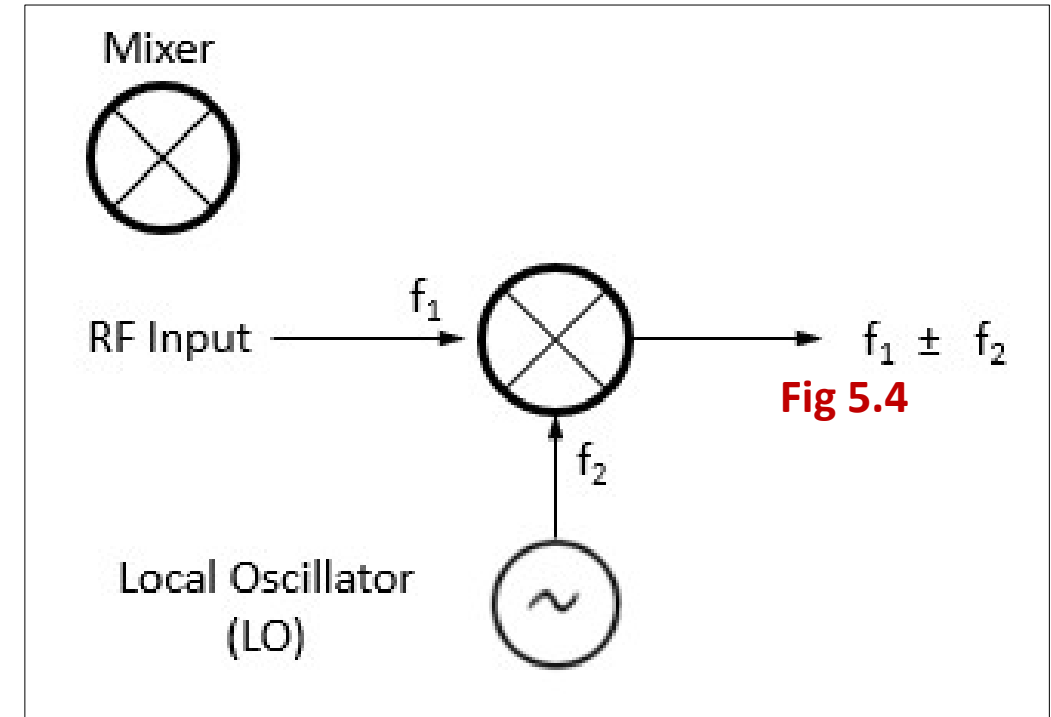 Mixer
f₁
RF Input
f₁ ± f₂
Fig 5.4
f₂
Local Oscillator
(LO)